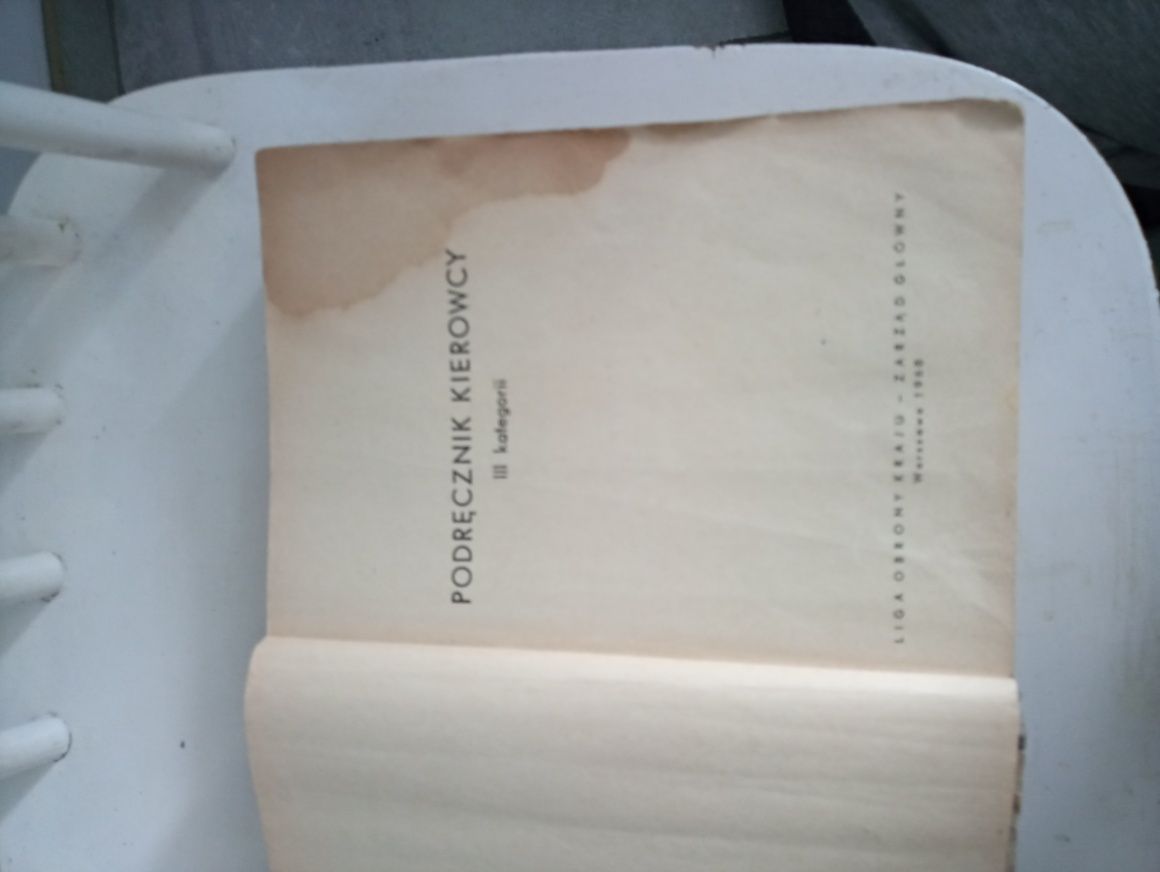 PODRĘCZNIK KIEROWCY
III kategorii
LIGA OBRONY KRAJU – ZARZĄD GŁÓWNY
Warszawa 1968